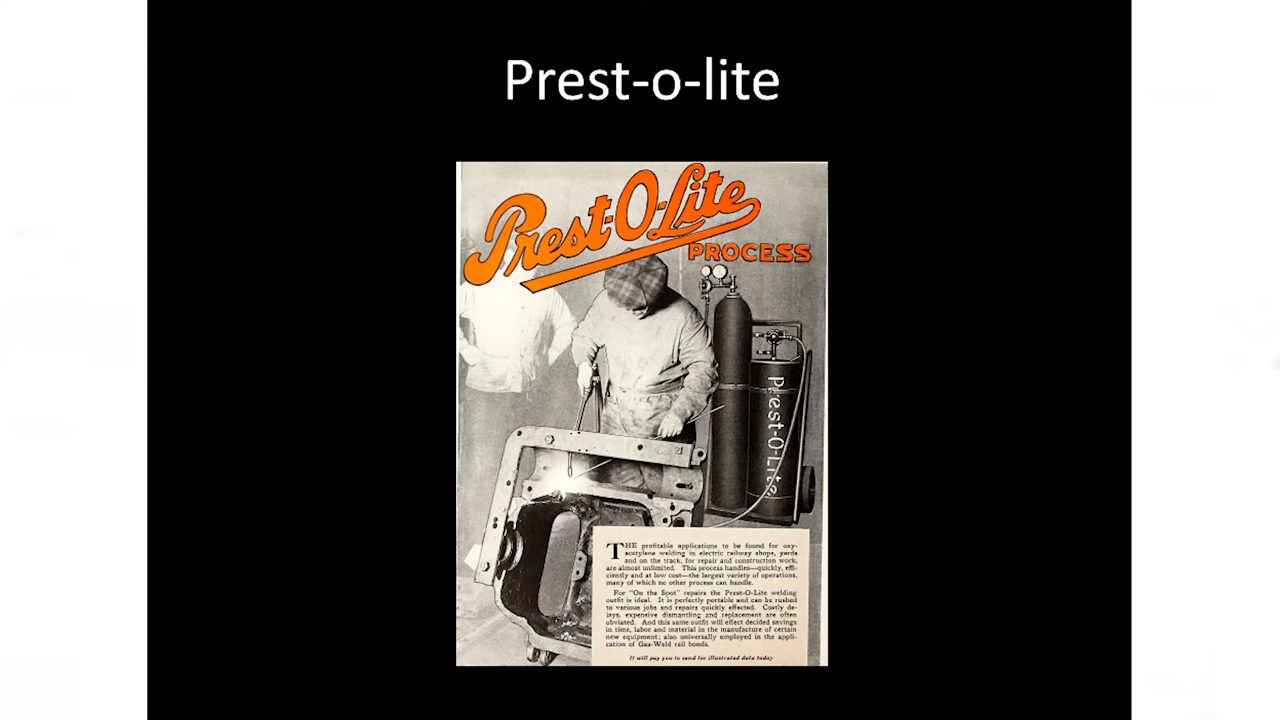 Prest-o-lite
Prest-O-Lite
PROCESS
Prest-O-Lite
THE profitable applications to be found for oxy-
acetylene welding in electric railway shops, yards
and on the track, for repair and construction work,
are almost unlimited. This process handles—quickly, effi-
ciently and at low cost—the largest variety of operations,
many of which no other process can handle.
For "On the Spot" repairs the Prest-O-Lite welding
outfit is ideal. It is perfectly portable and can be rushed
to various jobs and repairs quickly effected. Costly de-
lays, expensive dismantling and replacement are often
obviated. And this same outfit will effect decided savings
in time, labor and material in the manufacture of certain
new equipment; also universally employed in the appli-
cation of Gas-Weld rail bonds.
It will pay you to send for illustrated data today